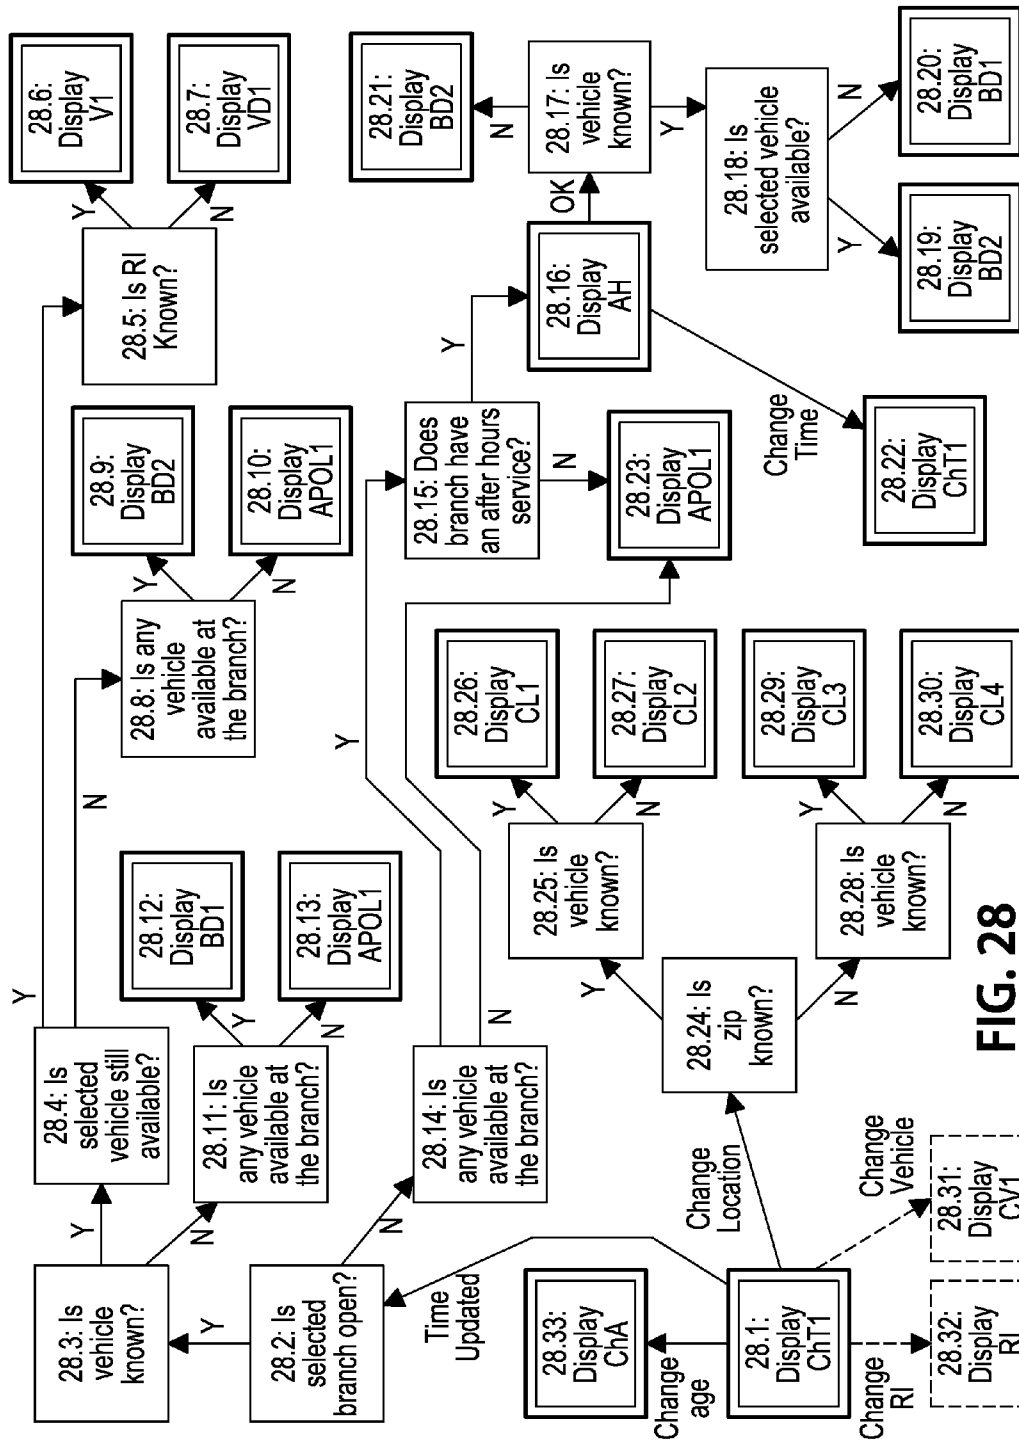 28.3: Is
vehicle
known?
Y
N
28.4: Is
selected
vehicle still
available?
Y
N
28.5: Is RI
Known?
Y
N
28.6:
Display
V1
28.7:
Display
VD1
28.8: Is any
vehicle
available at
the branch?
Y
N
28.9:
Display
BD2
28.10:
Display
APOL1
28.11: Is
any vehicle
available at
the branch?
Y
N
28.12:
Display
BD1
28.13:
Display
APOL1
28.2: Is
selected
branch open?
Y
N
28.14: Is
any vehicle
available at
the branch?
Y
N
28.15: Does
branch have
an after hours
service?
Y
N
28.16:
Display
AH
OK
Change
Time
28.17: Is
vehicle
known?
N
Y
28.21:
Display
BD2
28.18: Is
selected vehicle
available?
Y
N
28.19:
Display
BD2
28.20:
Display
BD1
28.22:
Display
ChT1
28.23:
Display
APOL1
Time
Updated
28.33:
Display
ChA
Change
age
28.1:
Display
ChT1
Change
Location
28.24: Is
zip
known?
Y
N
28.25: Is
vehicle
known?
Y
N
28.26:
Display
CL1
28.27:
Display
CL2
28.28: Is
vehicle
known?
Y
N
28.29:
Display
CL3
28.30:
Display
CL4
Change
RI
28.32:
Display
RI
Change
Vehicle
28.31:
Display
CV1
FIG. 28